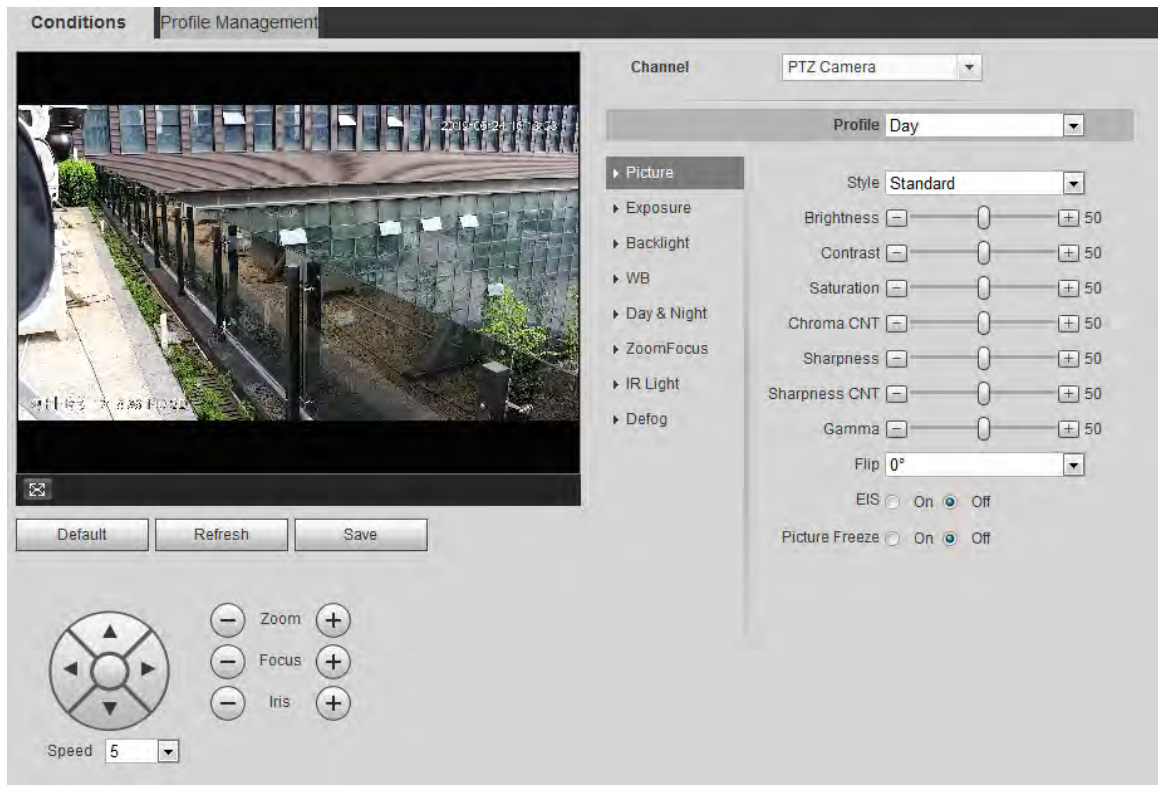 Conditions
Profile Management
Channel
PTZ Camera
Profile
Day
Picture
Exposure
Backlight
WB
Day & Night
ZoomFocus
IR Light
Defog
Style
Standard
Brightness
50
Contrast
50
Saturation
50
Chroma CNT
50
Sharpness
50
Sharpness CNT
50
Gamma
50
Flip
0°
EIS
On
Off
Picture Freeze
On
Off
Default
Refresh
Save
Zoom
Focus
Iris
Speed
5